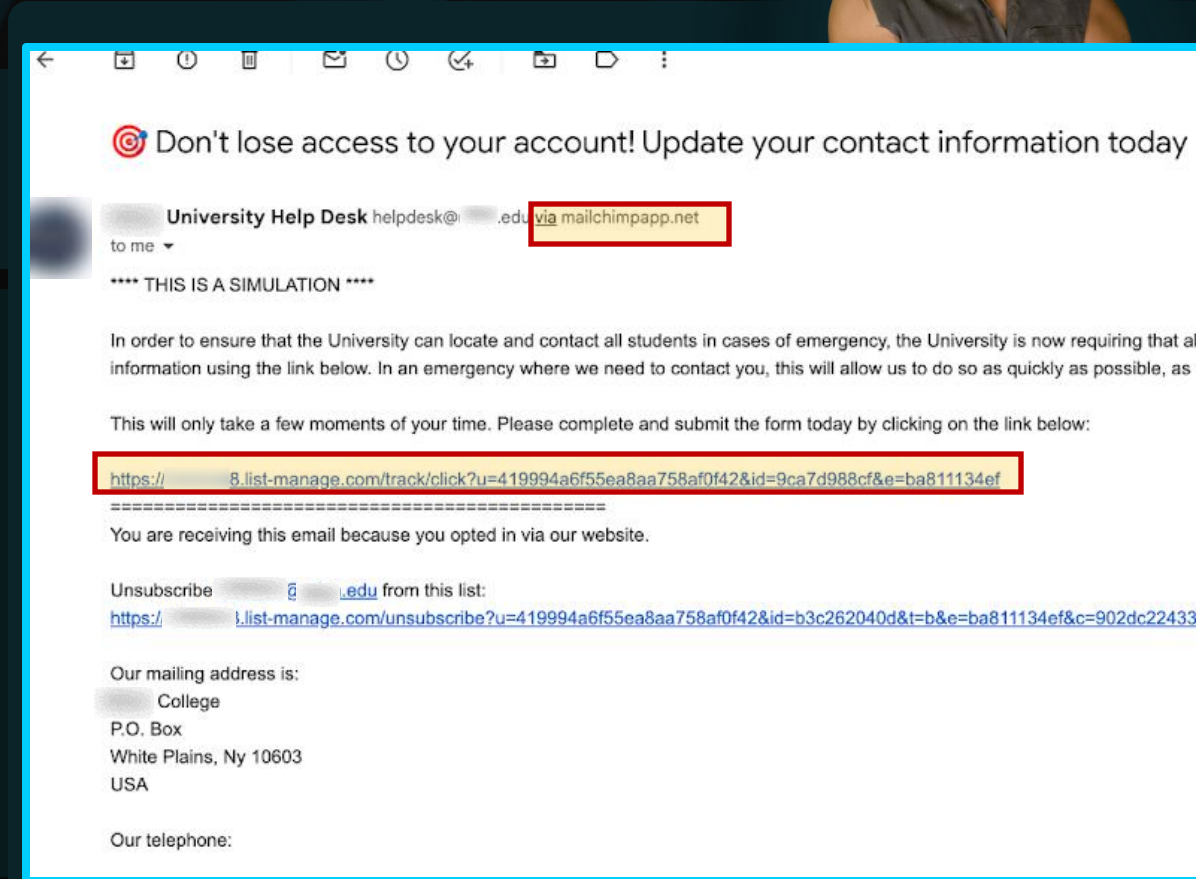 🎯 Don't lose access to your account! Update your contact information today
University Help Desk helpdesk@ .edu via mailchimpapp.net
to me
**** THIS IS A SIMULATION ****
In order to ensure that the University can locate and contact all students in cases of emergency, the University is now requiring that
information using the link below. In an emergency where we need to contact you, this will allow us to do so as quickly as possible, as
This will only take a few moments of your time. Please complete and submit the form today by clicking on the link below:
https:// 8.list-manage.com/track/click?u=419994a6f55ea8aa758af0f42&id=9ca7d988cf&e=ba811134ef
==============================================
You are receiving this email because you opted in via our website.
Unsubscribe @ .edu from this list:
https:/ .list-manage.com/unsubscribe?u=419994a6f55ea8aa758af0f42&id=b3c262040d&t=b&e=ba811134ef&c=902dc22433
Our mailing address is:
College
P.O. Box
White Plains, Ny 10603
USA
Our telephone: